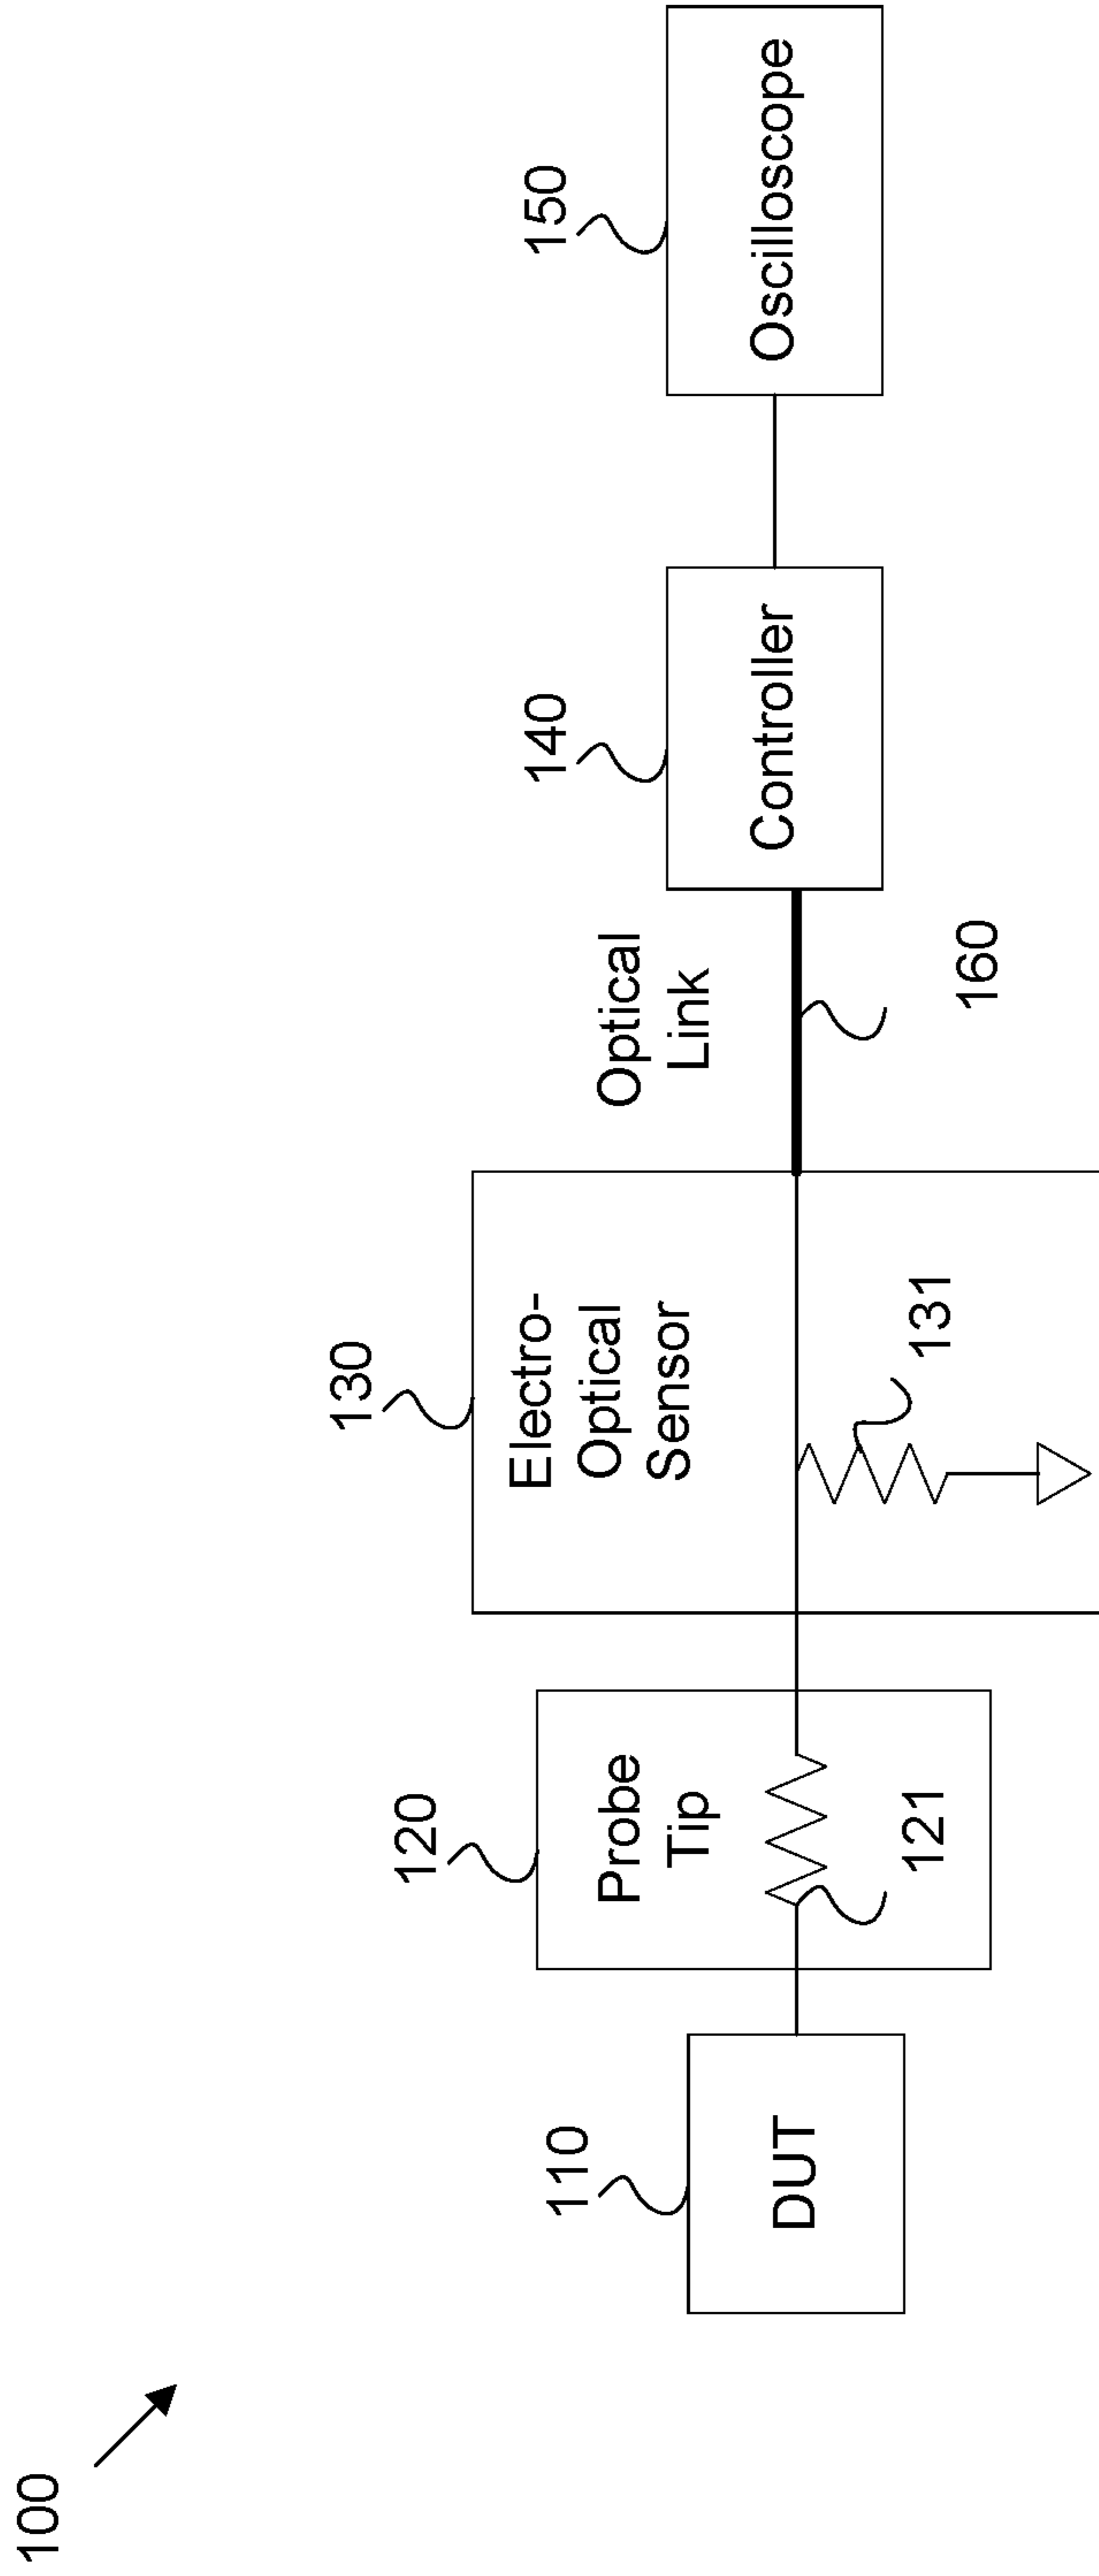 100
110
DUT
120
Probe
Tip
121
130
Electro-
Optical
Sensor
131
Optical
Link
160
140
Controller
150
Oscilloscope